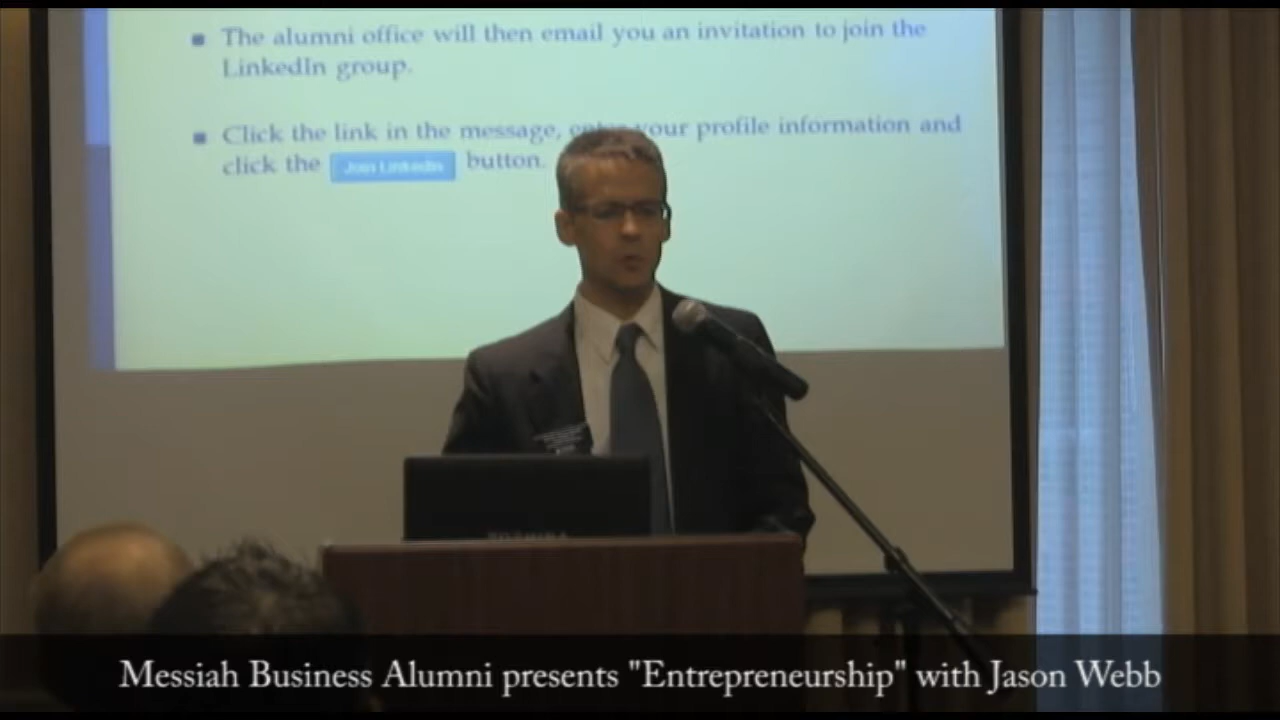 The alumni office will then email you an invitation to join the
LinkedIn group.
Click the link in the message, enter your profile information and
click the Join LinkedIn button.
Messiah Business Alumni presents "Entrepreneurship" with Jason Webb